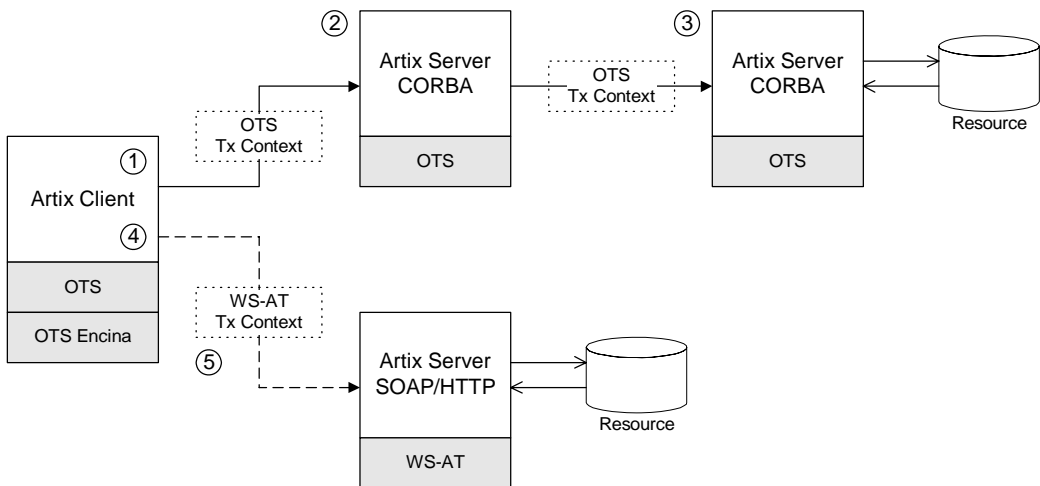 ②
Artix Server
CORBA
OTS
③
Artix Server
CORBA
OTS
OTS
Tx Context
OTS
Tx Context
Resource
①
Artix Client
④
OTS
OTS Encina
WS-AT
Tx Context
⑤
Artix Server
SOAP/HTTP
WS-AT
Resource